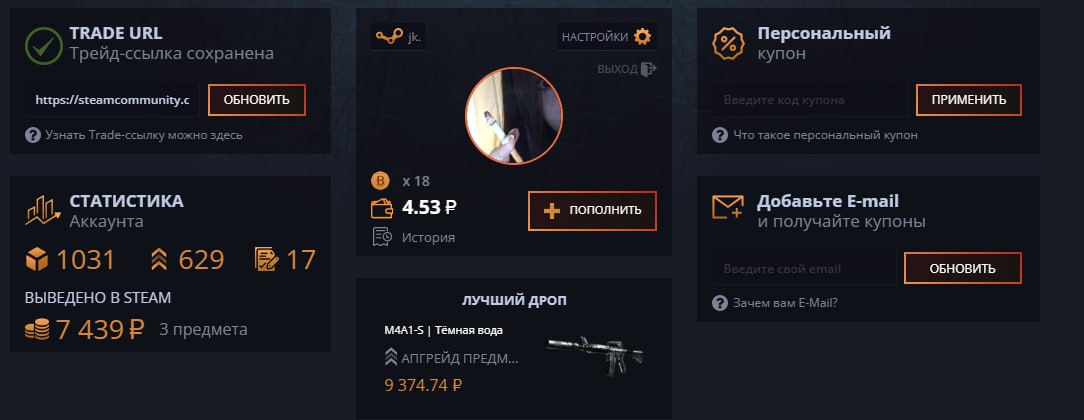 TRADE URL
Трейд-ссылка сохранена
https://steamcommunity.c
ОБНОВИТЬ
Узнать Trade-ссылку можно здесь
СТАТИСТИКА
Аккаунта
1031 629 17
ВЫВЕДЕНО В STEAM
7 439 ₽ 3 предмета
jk.
НАСТРОЙКИ
ВЫХОД
x 18
4.53 ₽
ПОПОЛНИТЬ
История
ЛУЧШИЙ ДРОП
M4A1-S | Тёмная вода
АПГРЕЙД ПРЕДМ...
9 374.74 ₽
Персональный
купон
Введите код купона
ПРИМЕНИТЬ
Что такое персональный купон
Добавьте E-mail
и получайте купоны
Введите свой email
ОБНОВИТЬ
Зачем вам E-Mail?